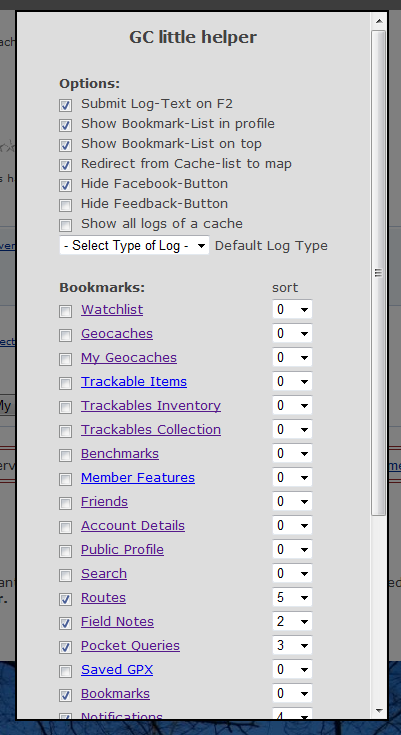 GC little helper
Options:
Submit Log-Text on F2
Show Bookmark-List in profile
Show Bookmark-List on top
Redirect from Cache-list to map
Hide Facebook-Button
Hide Feedback-Button
Show all logs of a cache
- Select Type of Log - Default Log Type
Bookmarks: sort
Watchlist 0
Geocaches 0
My Geocaches 0
Trackable Items 0
Trackables Inventory 0
Trackables Collection 0
Benchmarks 0
Member Features 0
Friends 0
Account Details 0
Public Profile 0
Search 0
Routes 5
Field Notes 2
Pocket Queries 3
Saved GPX 0
Bookmarks 0
Notifications 4
My